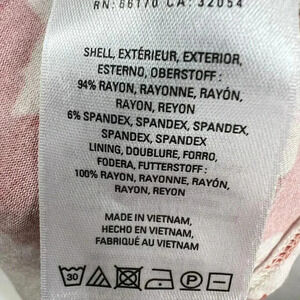 RN: 66170 CA: 32054
SHELL, EXTÉRIEUR, EXTERIOR,
ESTERNO, OBERSTOFF :
94% RAYON, RAYONNE, RAYÓN,
RAYON, REYON
6% SPANDEX, SPANDEX, SPANDEX,
SPANDEX, SPANDEX
LINING, DOUBLURE, FORRO,
FODERA, FUTTERSTOFF :
100% RAYON, RAYONNE, RAYÓN,
RAYON, REYON
MADE IN VIETNAM,
HECHO EN VIETNAM,
FABRIQUÉ AU VIETNAM
30
P